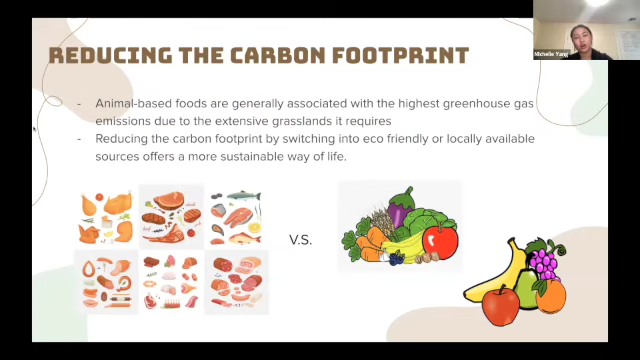 REDUCING THE CARBON FOOTPRINT
Michelle Yang
- Animal-based foods are generally associated with the highest greenhouse gas
emissions due to the extensive grasslands it requires
- Reducing the carbon footprint by switching into eco friendly or locally available
sources offers a more sustainable way of life.
V.S.